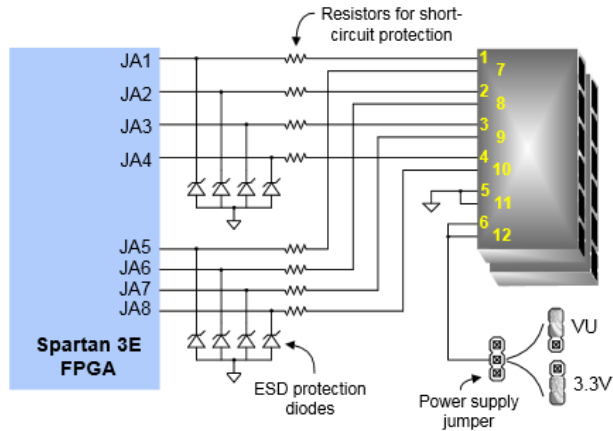 Resistors for short-
circuit protection
JA1
JA2
JA3
JA4
1
7
2
8
3
9
4
10
5
11
6
12
JA5
JA6
JA7
JA8
Spartan 3E
FPGA
ESD protection
diodes
Power supply
jumper
VU
3.3V